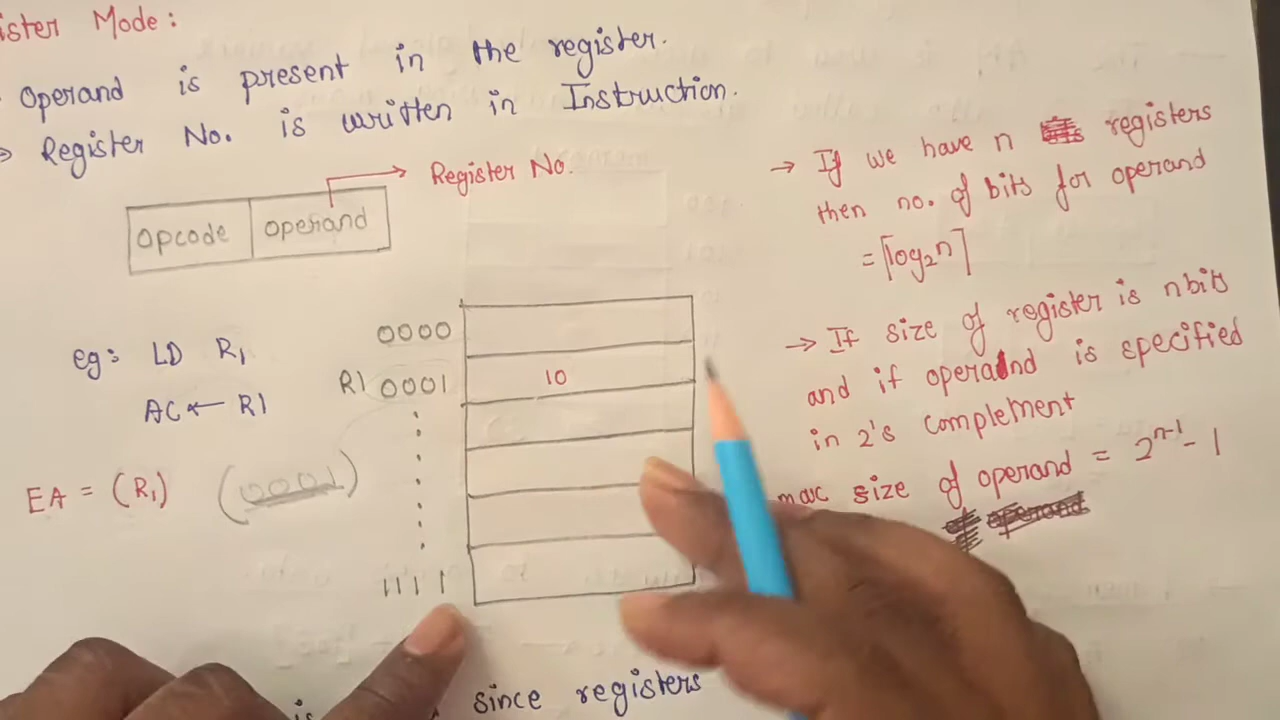 ister Mode:
Operand is present in the register.
Register No. is written in Instruction.
Register No.
opcode operand
eg: LD R₁
AC ← R1
EA = (R₁) (0001)
0000
R1 0001 10
1111
→ If we have n registers
then no. of bits for operand
= ⌈log₂n⌉
→ If size of register is n bits
and if operand is specified
in 2's complement
max size of operand = 2ⁿ⁻¹ - 1
is since registers